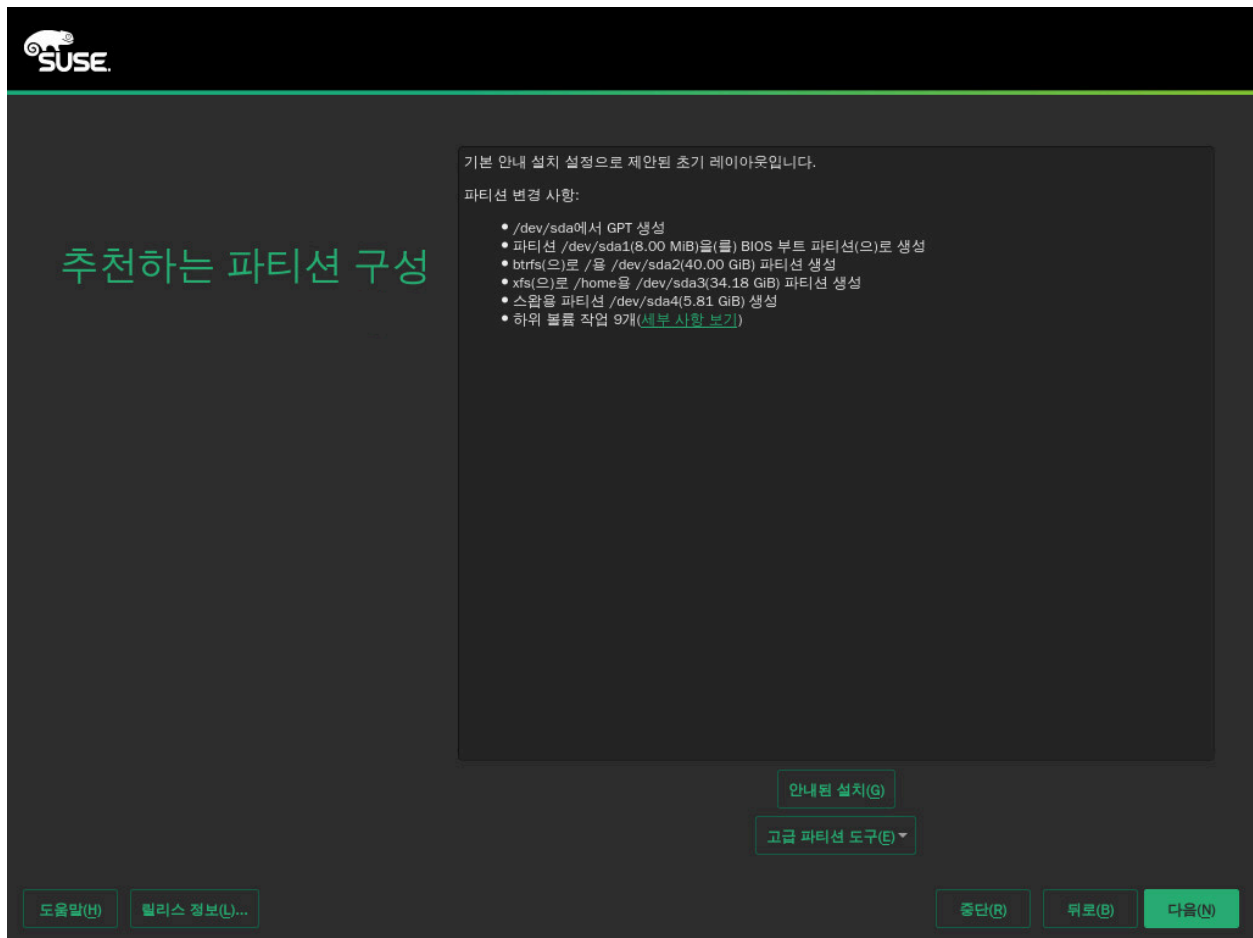 SUSE.
기본 안내 설치 설정으로 제안된 초기 레이아웃입니다.
파티션 변경 사항:
추천하는 파티션 구성
• /dev/sda에서 GPT 생성
• 파티션 /dev/sda1(8.00 MiB)을(를) BIOS 부트 파티션(으)로 생성
• btrfs(으)로 /용 /dev/sda2(40.00 GiB) 파티션 생성
• xfs(으)로 /home용 /dev/sda3(34.18 GiB) 파티션 생성
• 스왑용 파티션 /dev/sda4(5.81 GiB) 생성
• 하위 볼륨 작업 9개(세부 사항 보기)
안내된 설치(G)
고급 파티션 도구(E)
도움말(H) 릴리스 정보(L)... 중단(R) 뒤로(B) 다음(N)